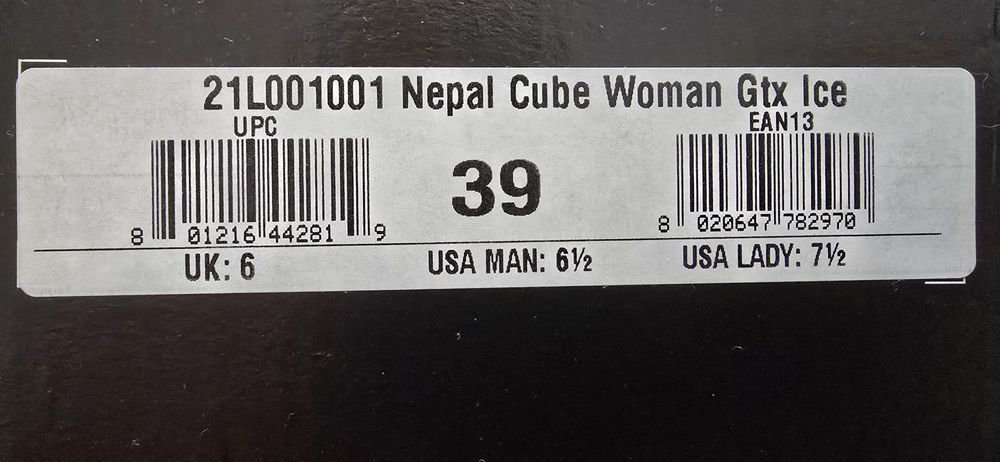 21L001001 Nepal Cube Woman Gtx Ice
UPC
EAN13
39
8 01216 44281 9
8 020647 782970
UK: 6
USA MAN: 6½
USA LADY: 7½